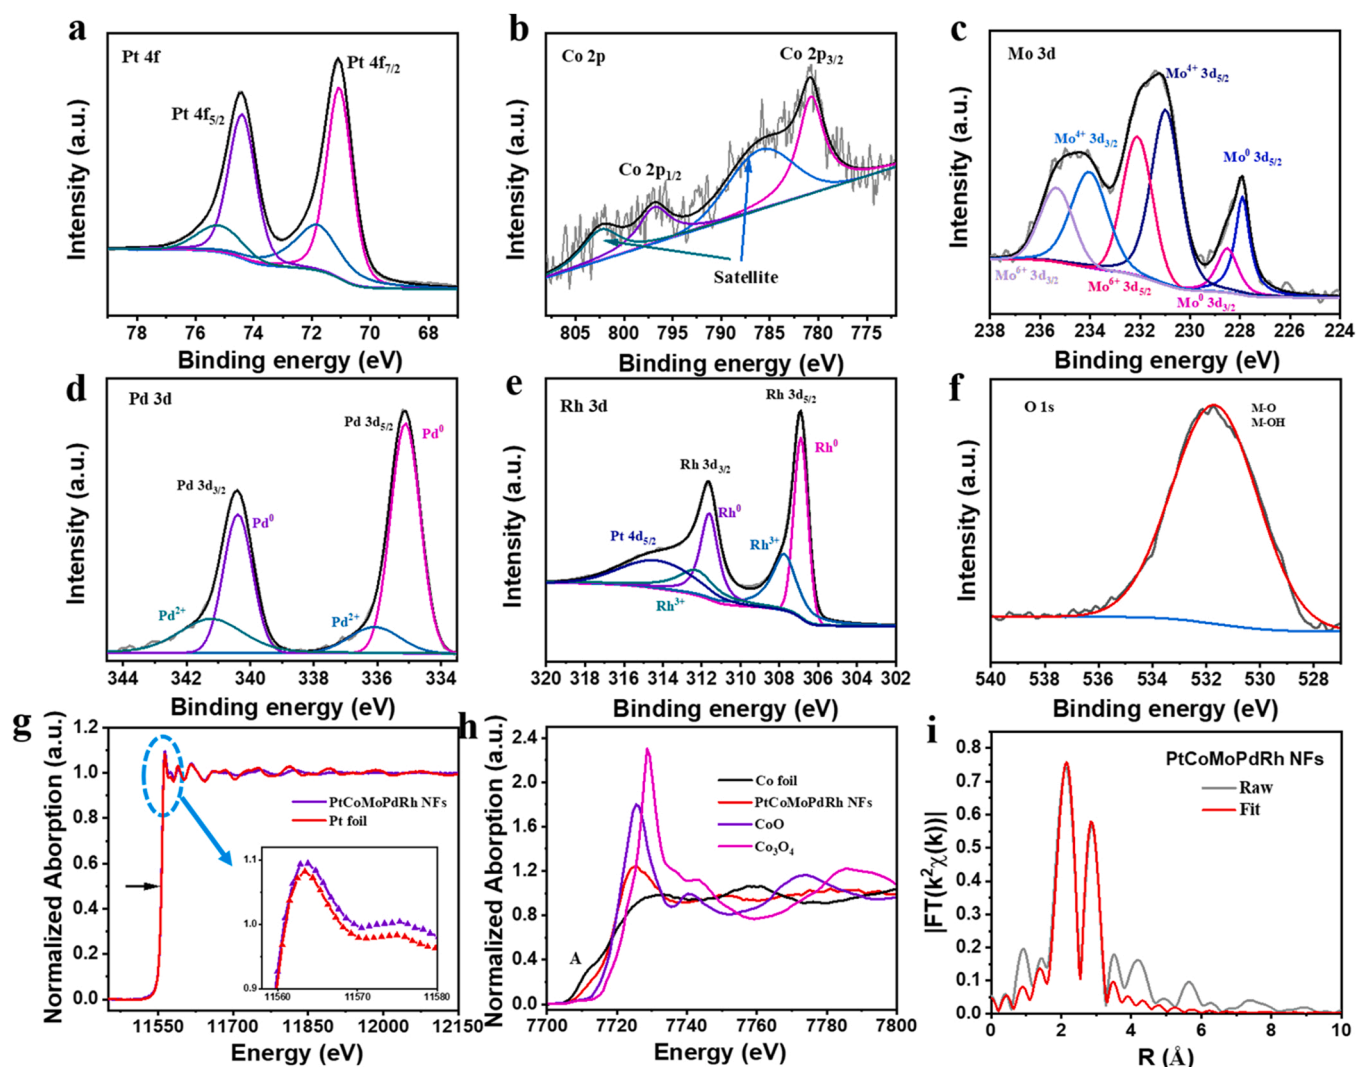 a
Pt 4f
Pt 4f7/2
Pt 4f5/2
Intensity (a.u.)
78 76 74 72 70 68
Binding energy (eV)
b
Co 2p
Co 2p3/2
Co 2p1/2
Satellite
Intensity (a.u.)
805 800 795 790 785 780 775
Binding energy (eV)
c
Mo 3d
Mo4+ 3d5/2
Mo4+ 3d3/2
Mo0 3d5/2
Mo6+ 3d3/2
Mo6+ 3d5/2
Mo0 3d3/2
Intensity (a.u.)
238 236 234 232 230 228 226 224
Binding energy (eV)
d
Pd 3d
Pd 3d5/2
Pd0
Pd 3d3/2
Pd0
Pd2+
Pd2+
Intensity (a.u.)
344 342 340 338 336 334
Binding energy (eV)
e
Rh 3d
Rh 3d5/2
Rh0
Rh 3d3/2
Rh0
Pt 4d5/2
Rh3+
Rh3+
Intensity (a.u.)
320 318 316 314 312 310 308 306 304 302
Binding energy (eV)
f
O 1s
M-O
M-OH
Intensity (a.u.)
540 538 536 534 532 530 528
Binding energy (eV)
g
Normalized Aborption (a.u.)
1.2
1.0
0.8
0.6
0.4
0.2
0.0
PtCoMoPdRh NFs
Pt foil
1.1
1.0
0.9
11560 11570 11580
11550 11700 11850 12000 12150
Energy (eV)
h
Normalized Aborption (a.u.)
2.4
2.0
1.6
1.2
0.8
0.4
0.0
Co foil
PtCoMoPdRh NFs
CoO
Co3O4
A
7700 7720 7740 7760 7780 7800
Energy (eV)
i
|FT(k2χ(k))|
0.8
0.7
0.6
0.5
0.4
0.3
0.2
0.1
0.0
PtCoMoPdRh NFs
Raw
Fit
0 2 4 6 8 10
R (Å)